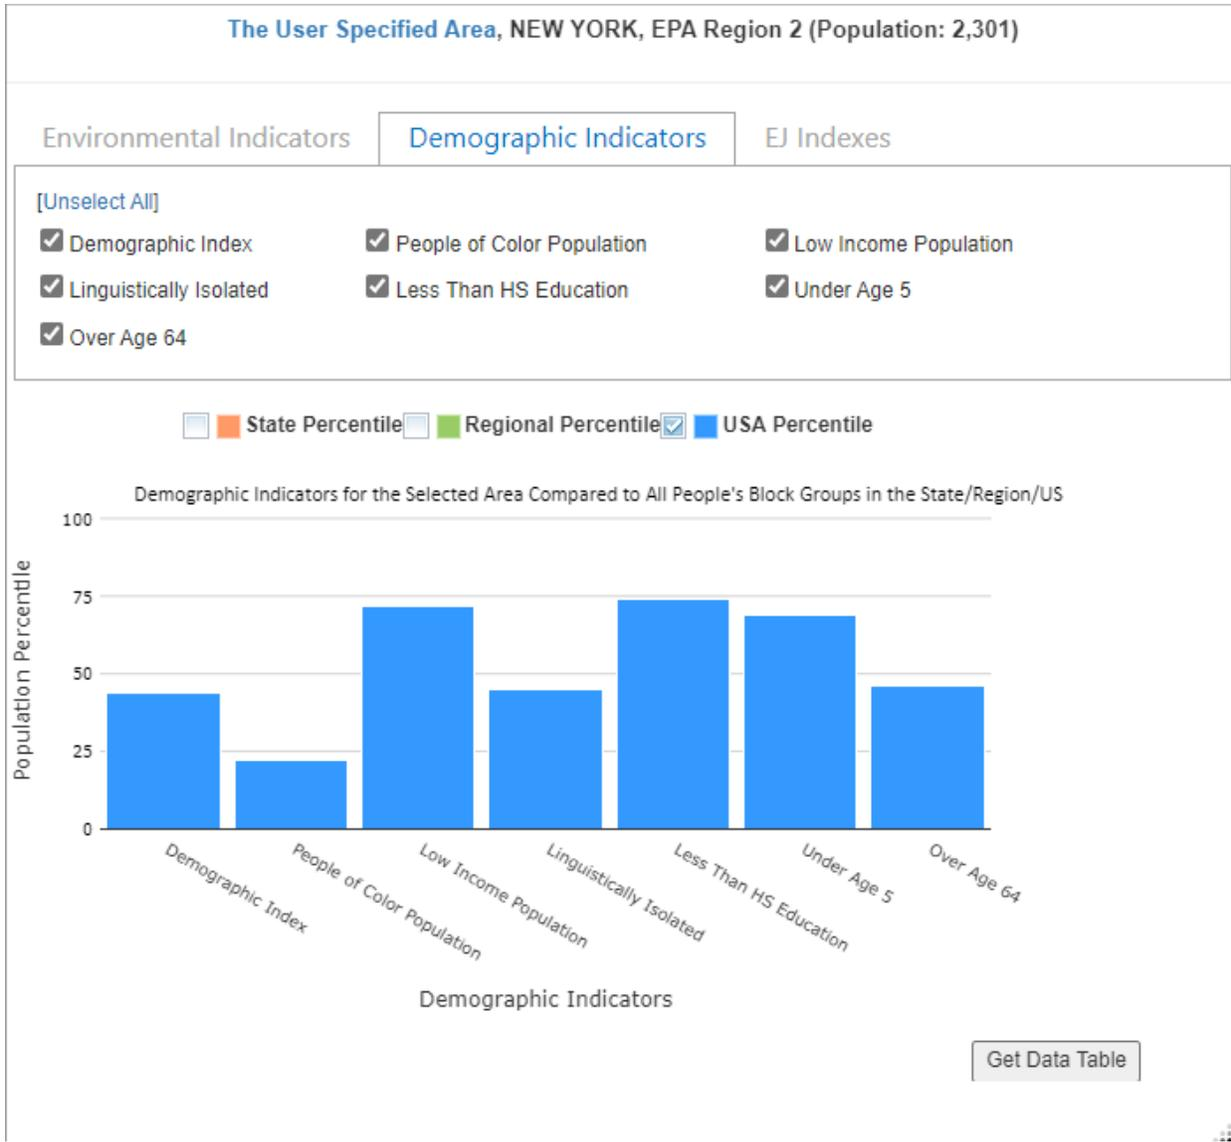 The User Specified Area, NEW YORK, EPA Region 2 (Population: 2,301)
Environmental Indicators Demographic Indicators EJ Indexes
[Unselect All]
Demographic Index People of Color Population Low Income Population
Linguistically Isolated Less Than HS Education Under Age 5
Over Age 64
State Percentile Regional Percentile USA Percentile
Demographic Indicators for the Selected Area Compared to All People's Block Groups in the State/Region/US
100
75
50
25
0
Population Percentile
Demographic Index
People of Color Population
Low Income Population
Linguistically Isolated
Less Than HS Education
Under Age 5
Over Age 64
Demographic Indicators
Get Data Table